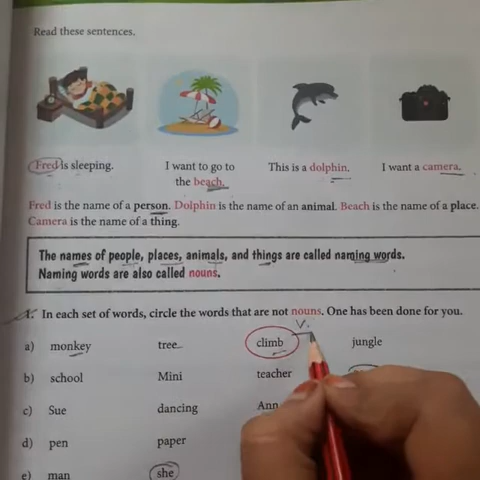 Read these sentences.
Fred is sleeping. I want to go to This is a dolphin. I want a camera.
the beach.
Fred is the name of a person. Dolphin is the name of an animal. Beach is the name of a place.
Camera is the name of a thing.
The names of people, places, animals, and things are called naming words.
Naming words are also called nouns.
A. In each set of words, circle the words that are not nouns. One has been done for you.
V.
a) monkey tree climb jungle
b) school Mini teacher
c) Sue dancing Ann
d) pen paper
e) man she